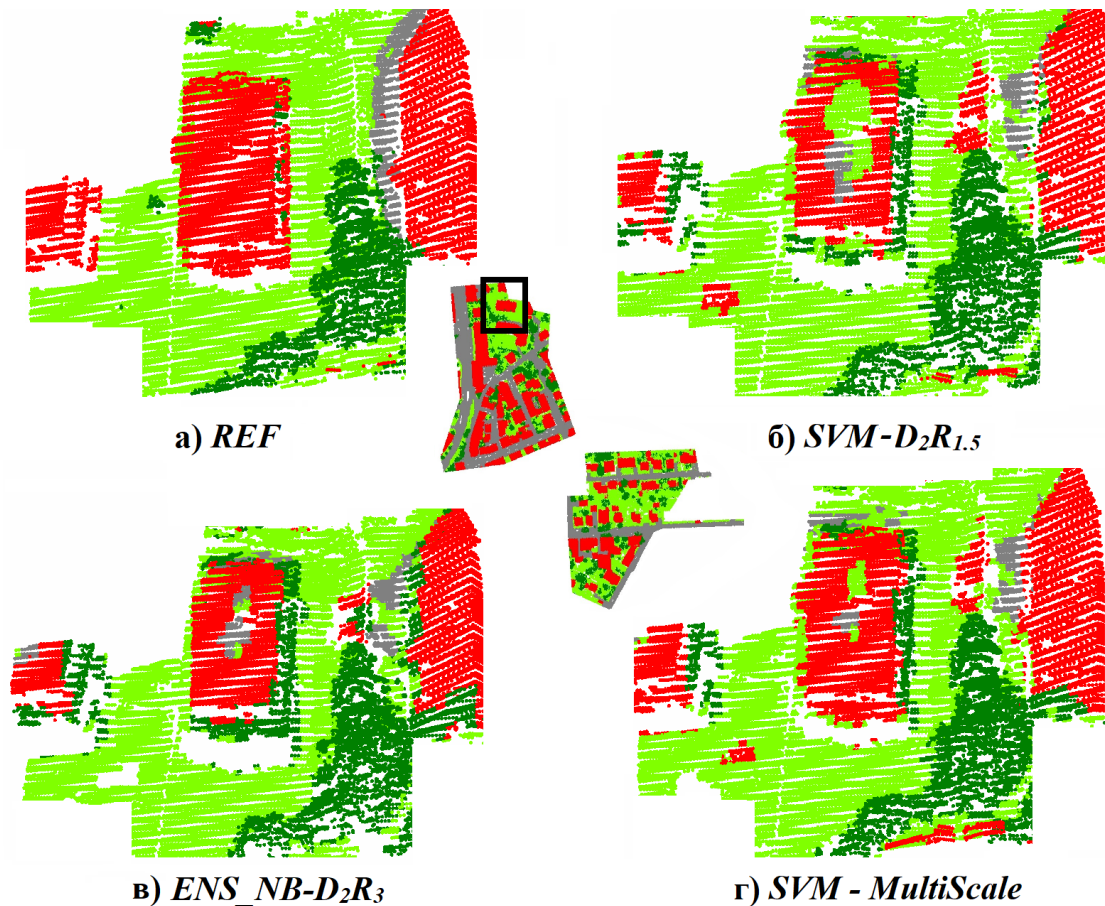 а) REF
б) SVM-D₂R₁.₅
в) ENS_NB-D₂R₃
г) SVM - MultiScale